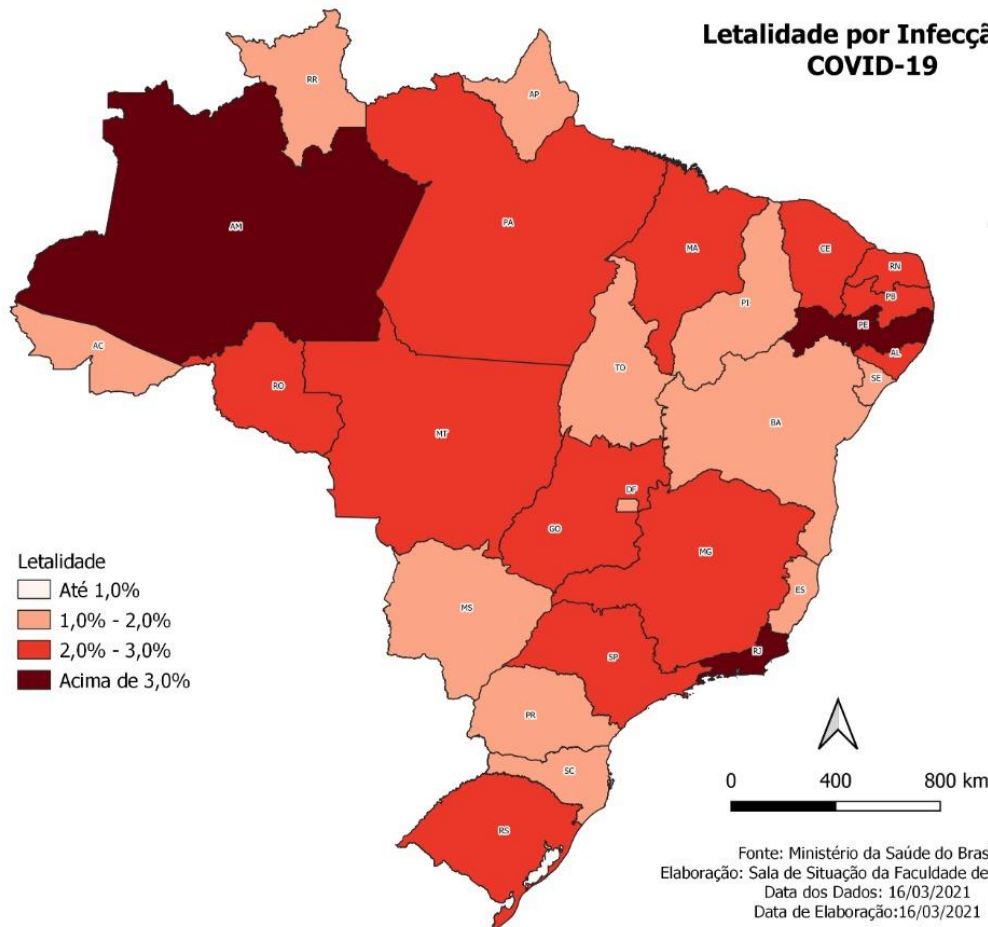 Letalidade por Infecçã
COVID-19
RR
AP
AM
PA
MA
CE
RN
PB
PI
PE
AL
AC
TO
SE
RO
BA
MT
DF
GO
MG
Letalidade
Até 1,0%
1,0% - 2,0%
2,0% - 3,0%
Acima de 3,0%
ES
MS
RJ
SP
PR
SC
RS
0 400 800 km
Fonte: Ministério da Saúde do Bras
Elaboração: Sala de Situação da Faculdade de
Data dos Dados: 16/03/2021
Data de Elaboração:16/03/2021